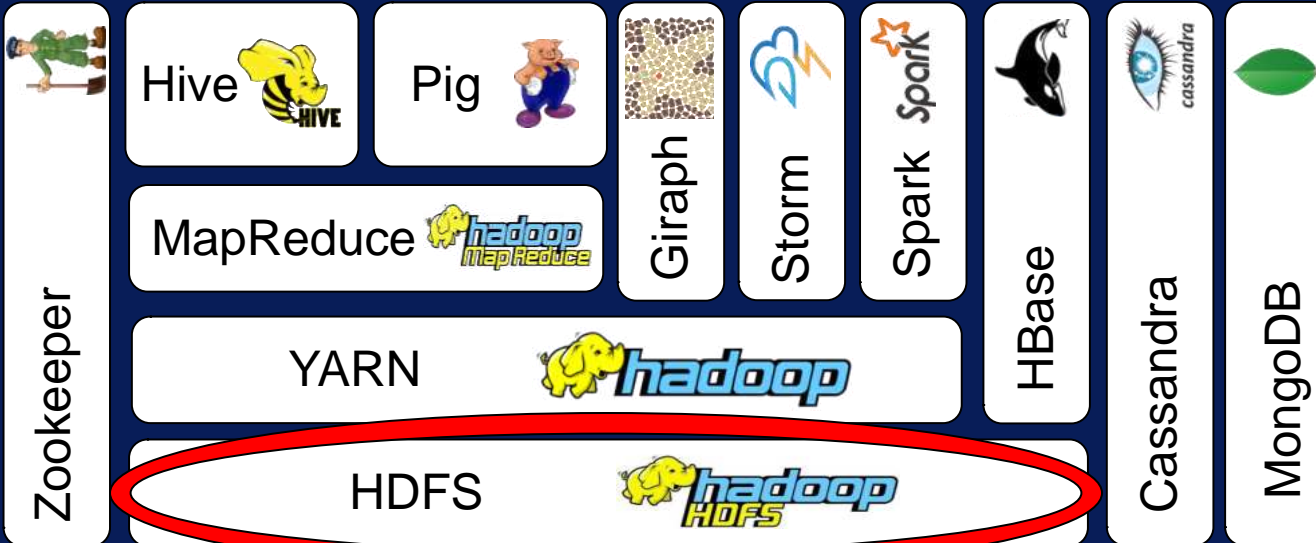 Zookeeper
Hive
HIVE
Pig
Giraph
Storm
Spark
Spark
HBase
cassandra
Cassandra
MongoDB
MapReduce
hadoop
Map Reduce
YARN
hadoop
HDFS
hadoop
HDFS